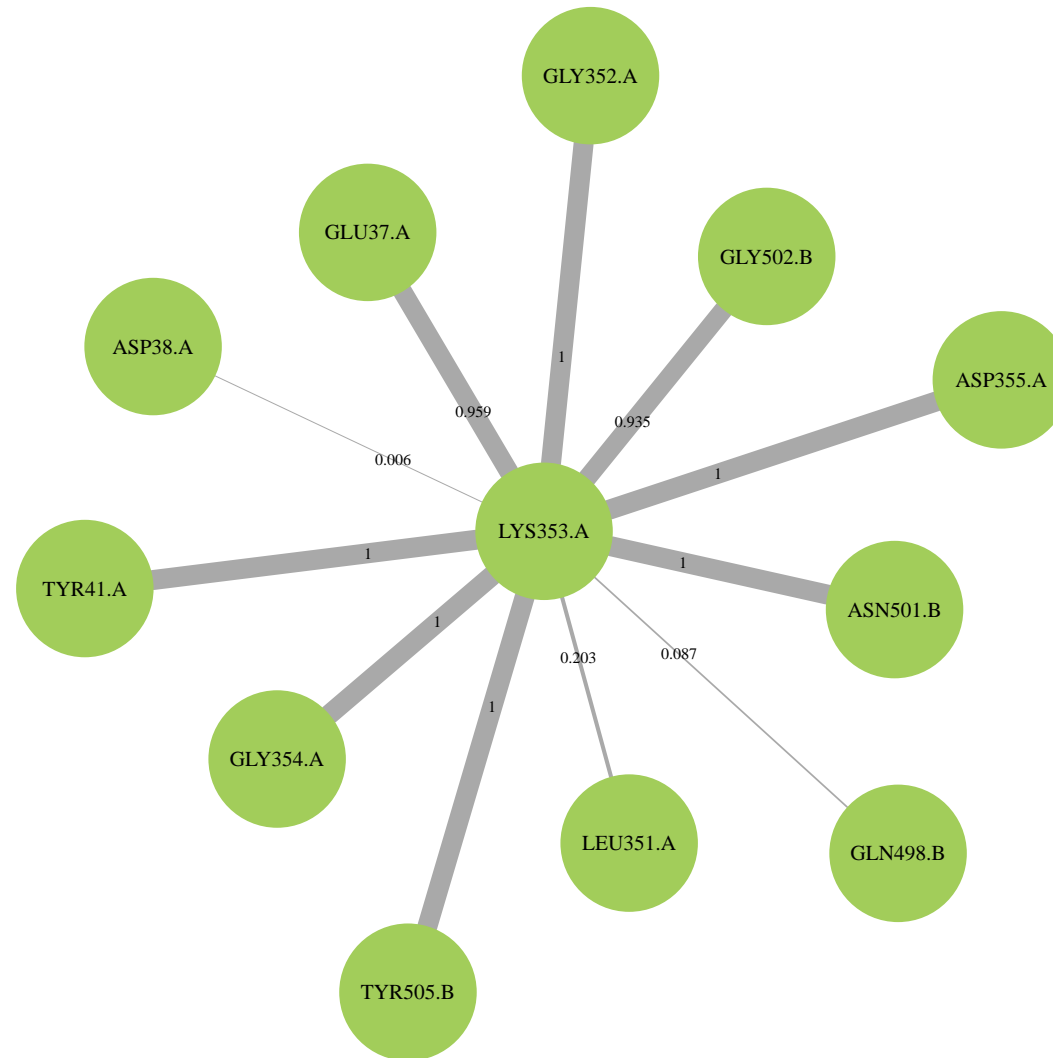 GLY352.A
GLU37.A
GLY502.B
ASP38.A
1
ASP355.A
0.959
0.935
0.006
1
LYS353.A
1
1
TYR41.A
ASN501.B
1
0.203
0.087
1
GLY354.A
LEU351.A
GLN498.B
TYR505.B